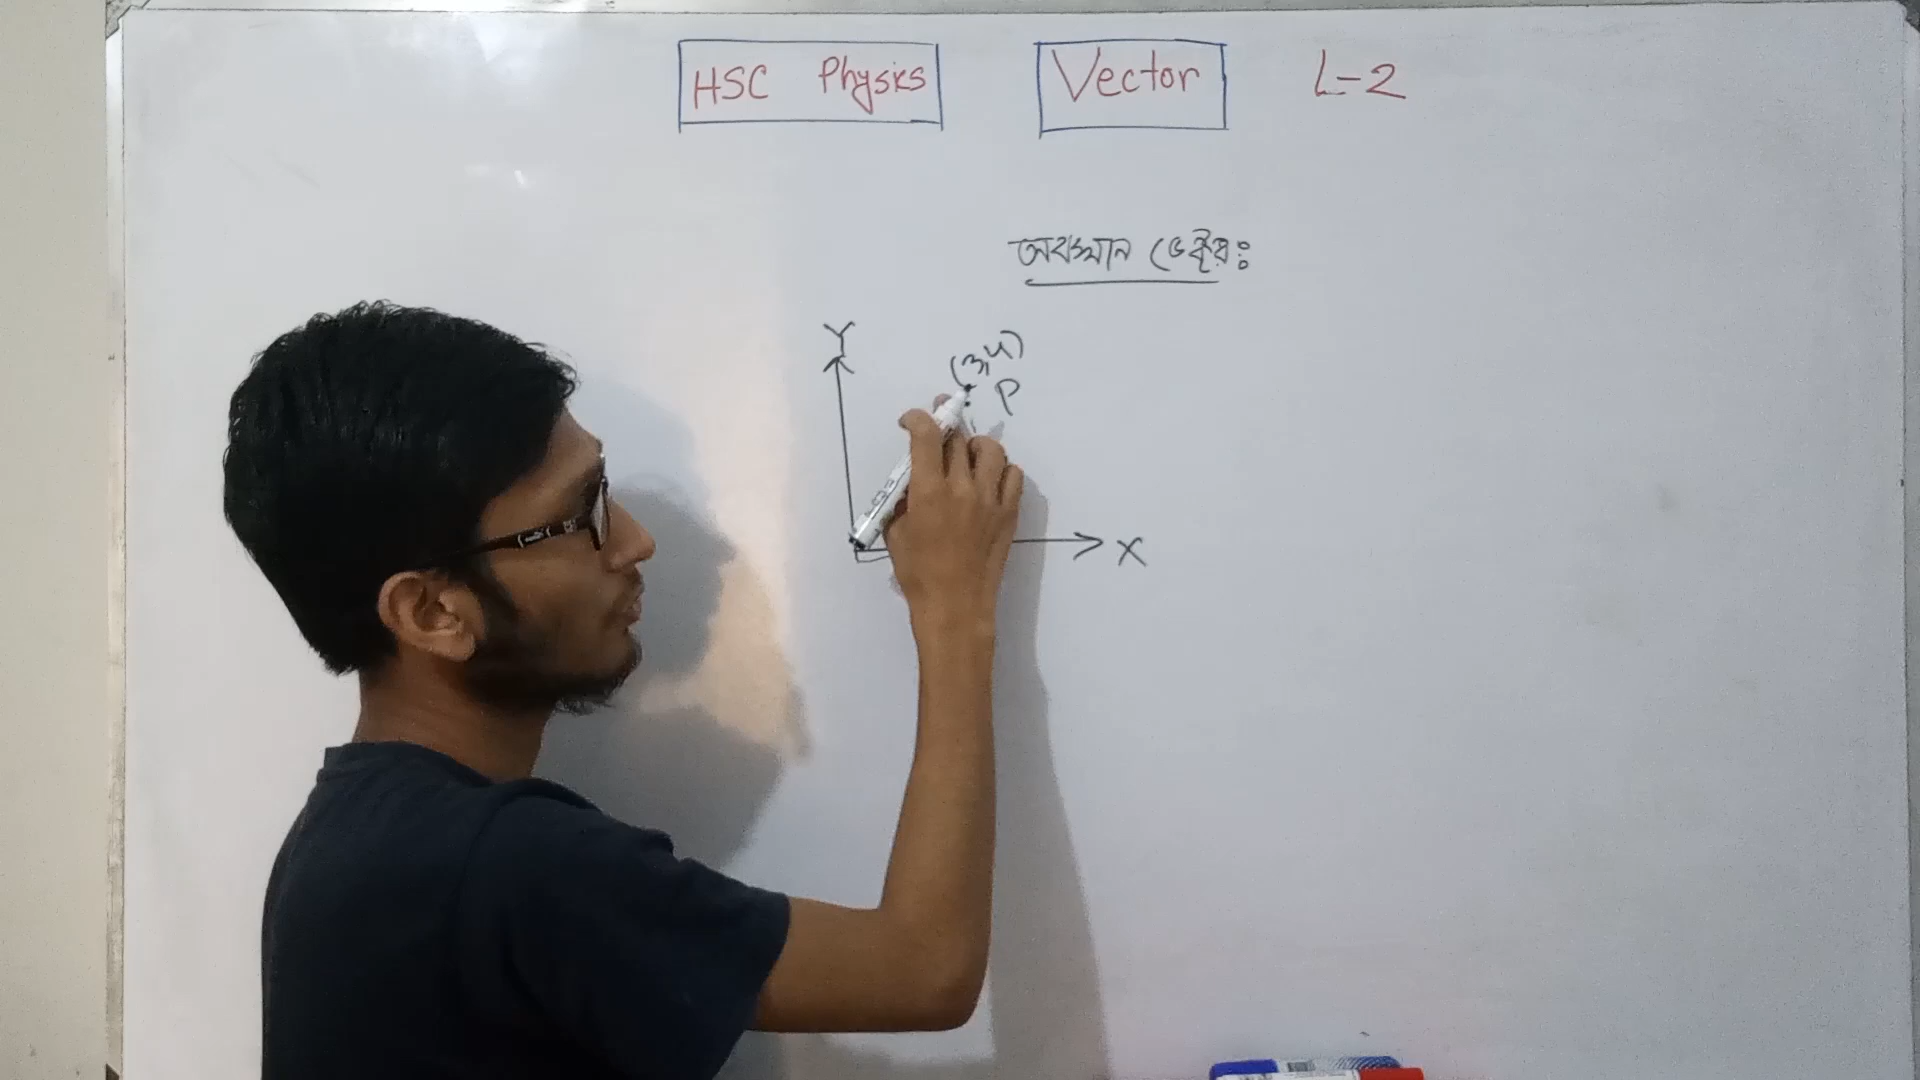 HSC Physics Vector L-2
অবস্থান ভেক্টর:
Y
(3,4)
P
X